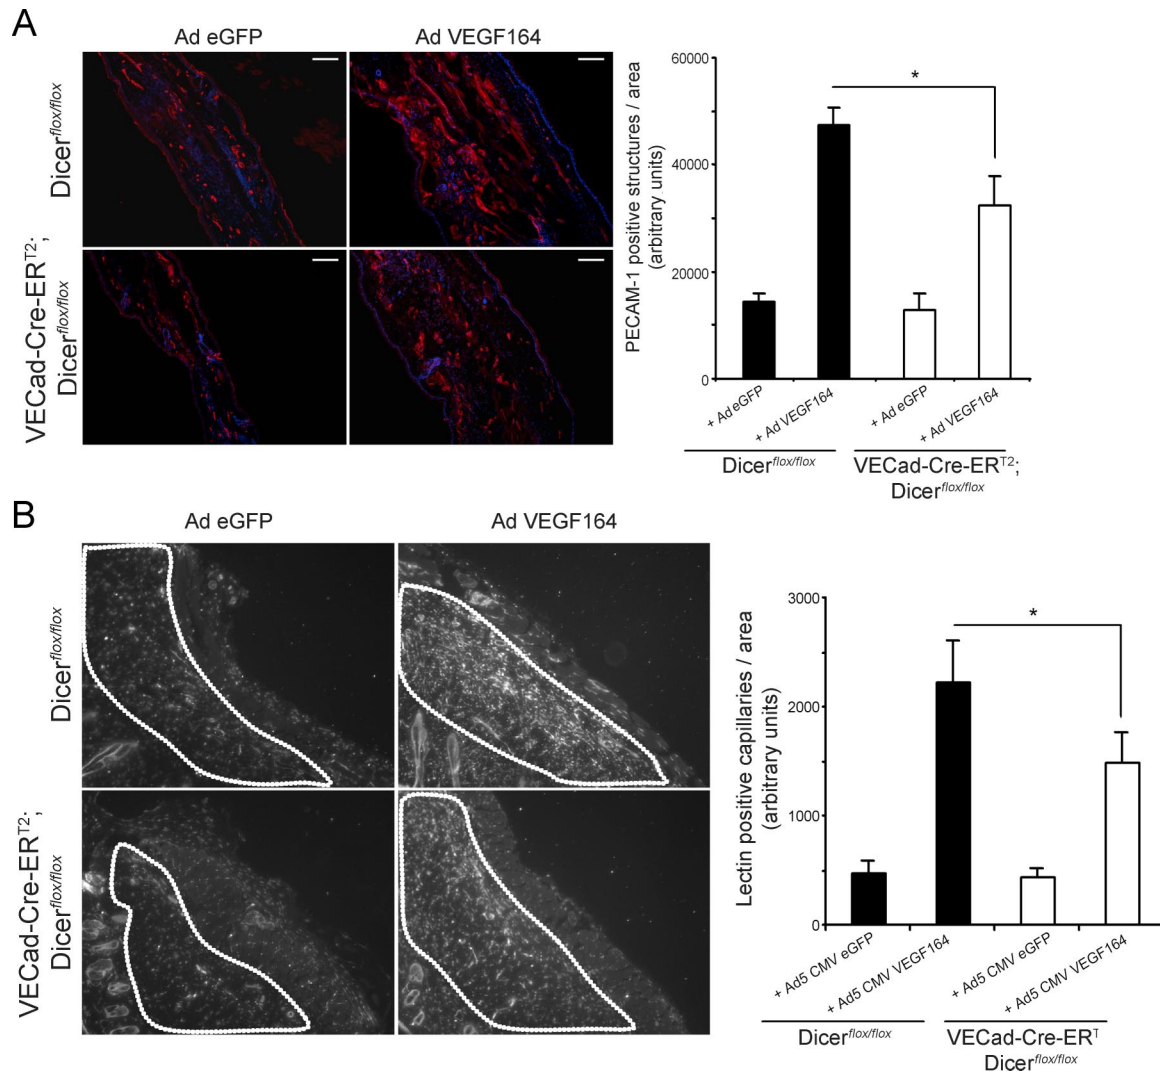 A
Ad eGFP
Ad VEGF164
Dicerflox/flox
VECad-Cre-ERT2;
Dicerflox/flox
PECAM-1 positive structures / area
(arbitrary units)
60000
40000
20000
0
*
+ Ad eGFP
+ Ad VEGF164
+ Ad eGFP
+ Ad VEGF164
Dicerflox/flox
VECad-Cre-ERT2;
Dicerflox/flox
B
Ad eGFP
Ad VEGF164
Dicerflox/flox
VECad-Cre-ERT2;
Dicerflox/flox
Lectin positive capillaries / area
(arbitrary units)
3000
2000
1000
0
*
+ Ad5 CMV eGFP
+ Ad5 CMV VEGF164
+ Ad5 CMV eGFP
+ Ad5 CMV VEGF164
Dicerflox/flox
VECad-Cre-ERT
Dicerflox/flox